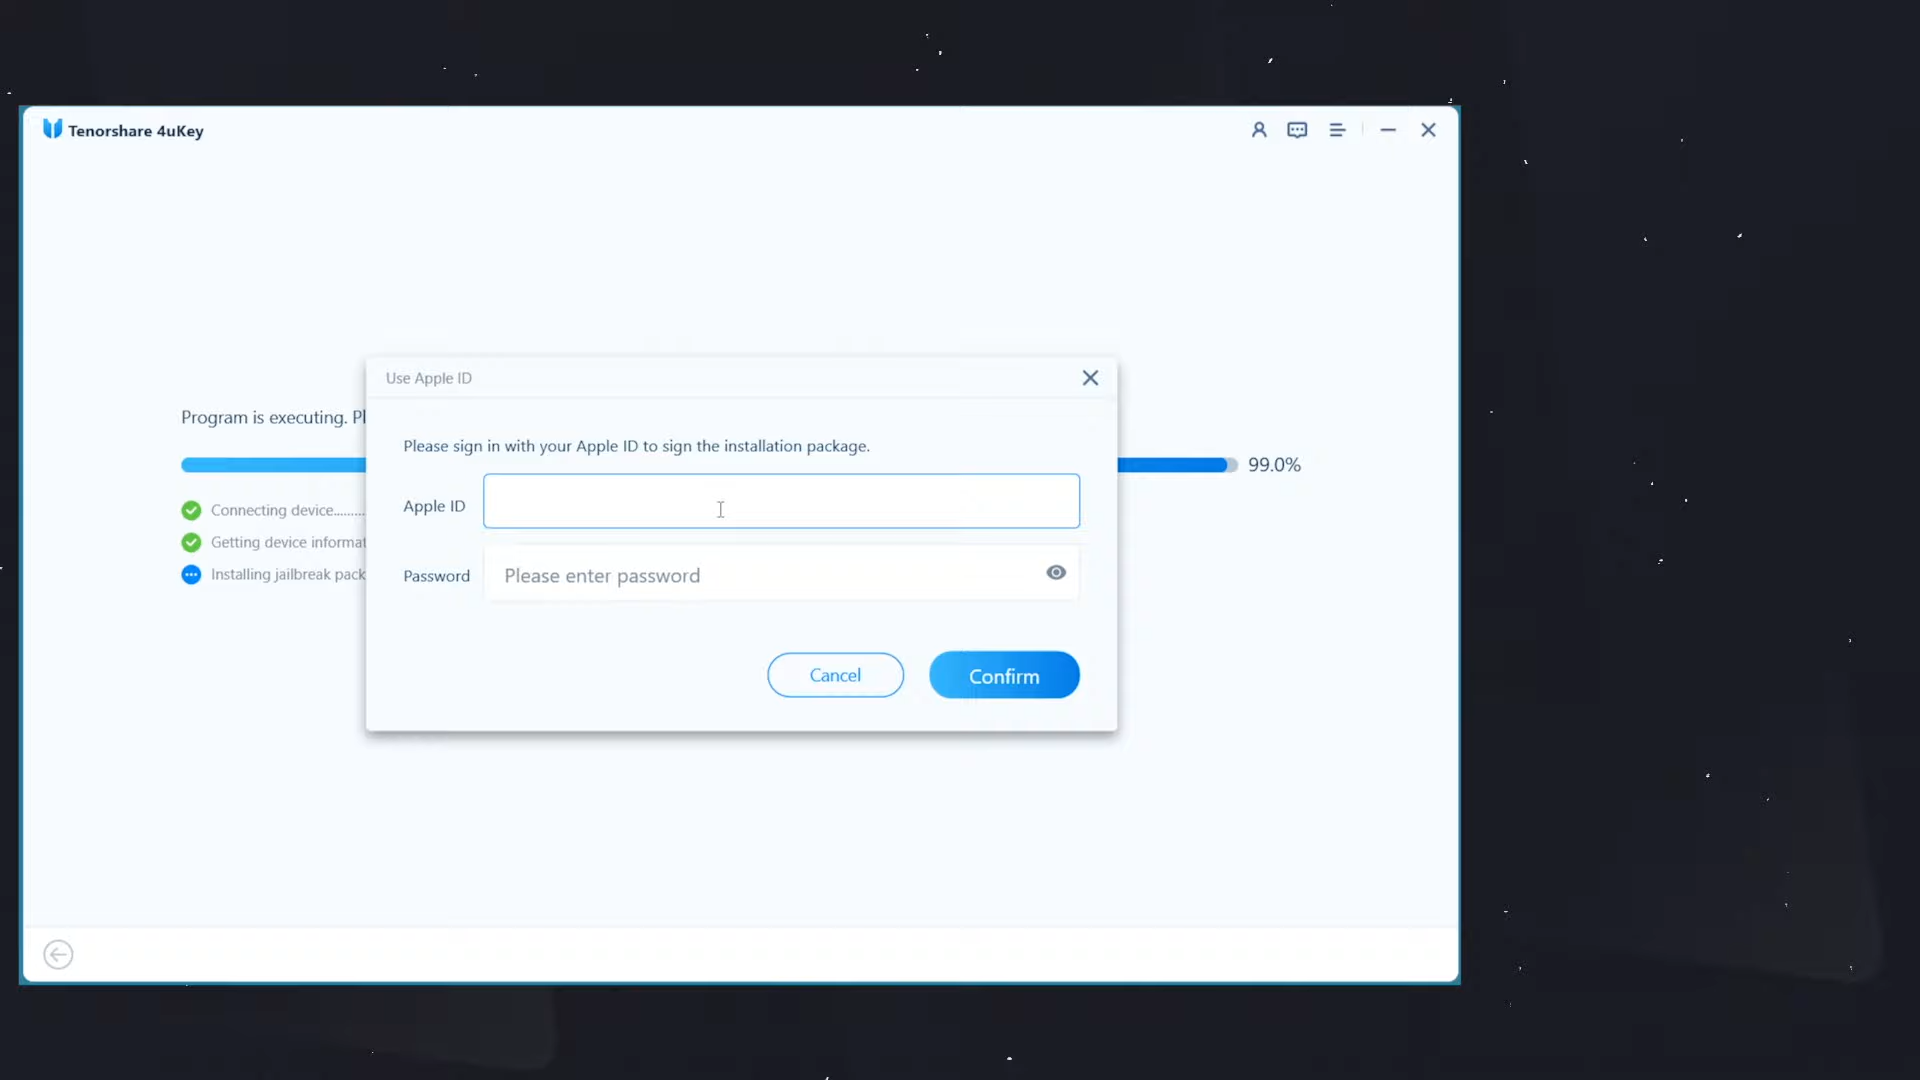 Tenorshare 4uKey
Use Apple ID
Program is executing. Pl
Please sign in with your Apple ID to sign the installation package.
99.0%
Apple ID
Connecting device.........
Getting device informat
Installing jailbreak pack
Password
Please enter password
Cancel
Confirm